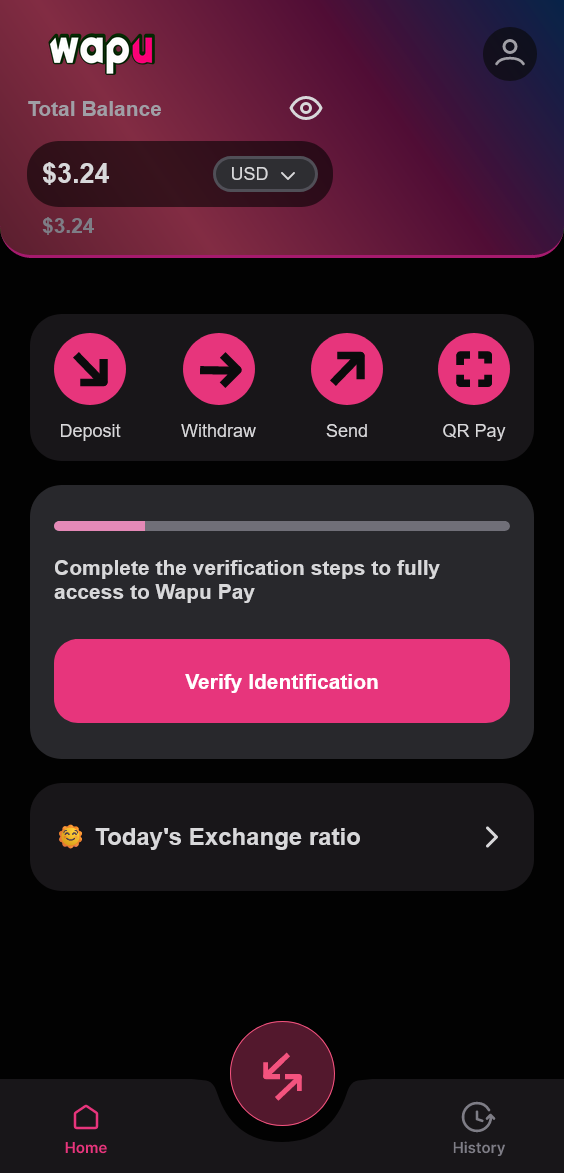 wapu
Total Balance
$3.24 USD
$3.24
Deposit Withdraw Send QR Pay
Complete the verification steps to fully
access to Wapu Pay
Verify Identification
Today's Exchange ratio
Home History